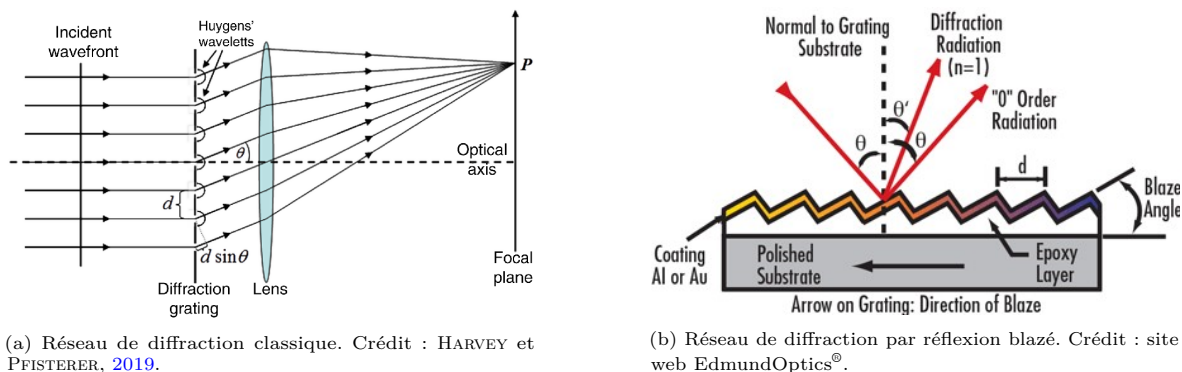 Incident
wavefront
Huygens’
waveletts
P
θ
Optical
axis
d
d sinθ
Diffraction
grating
Lens
Focal
plane
(a) Réseau de diffraction classique. Crédit : HARVEY et
PFISTERER, 2019.
Normal to Grating
Substrate
Diffraction
Radiation
(n=1)
"0" Order
Radiation
θ‘
θ
θ
d
Blaze
Angle
Coating
Al or Au
Polished
Substrate
Epoxy
Layer
Arrow on Grating: Direction of Blaze
(b) Réseau de diffraction par réflexion blazé. Crédit : site
web EdmundOptics®.